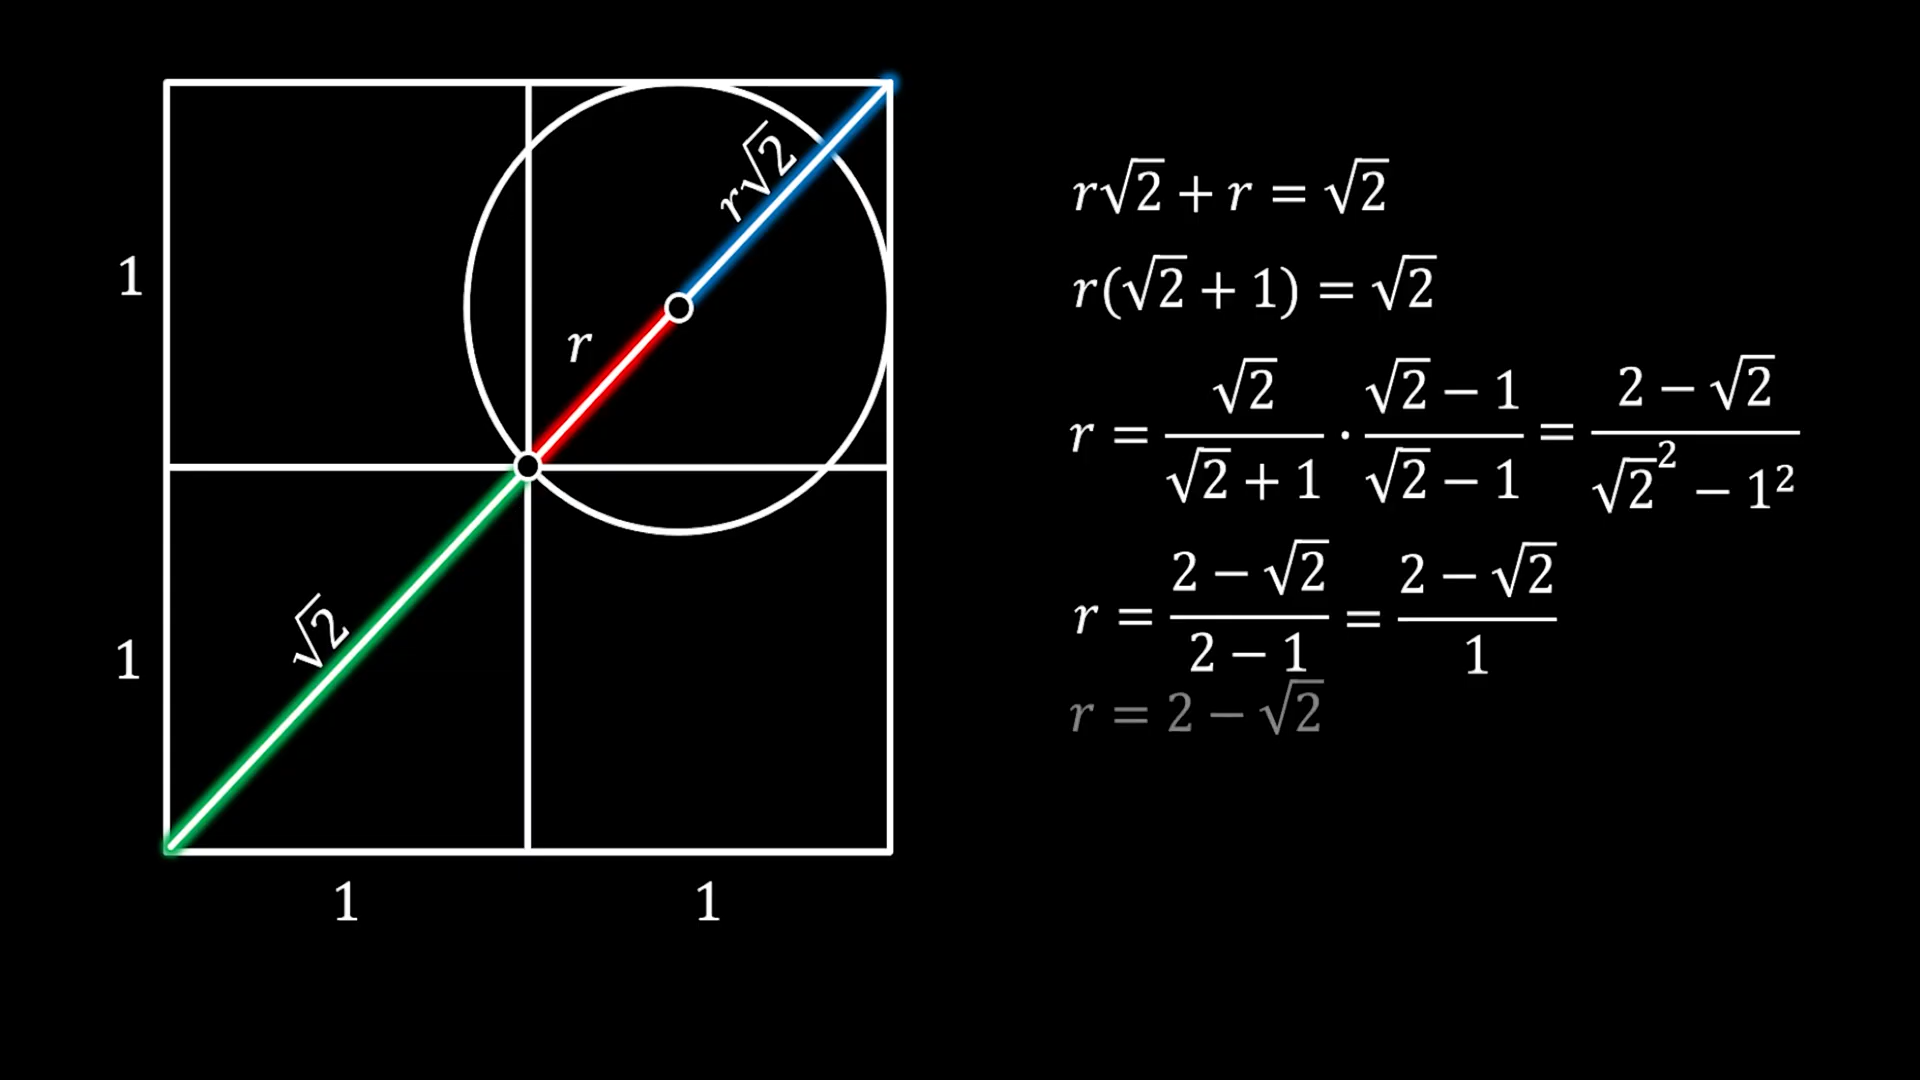 1
r√2
r
√2
1
1
1
r√2 + r = √2
r(√2 + 1) = √2
r = √2/(√2 + 1) · (√2 − 1)/(√2 − 1) = (2 − √2)/(√2² − 1²)
r = (2 − √2)/(2 − 1) = (2 − √2)/1
r = 2 − √2